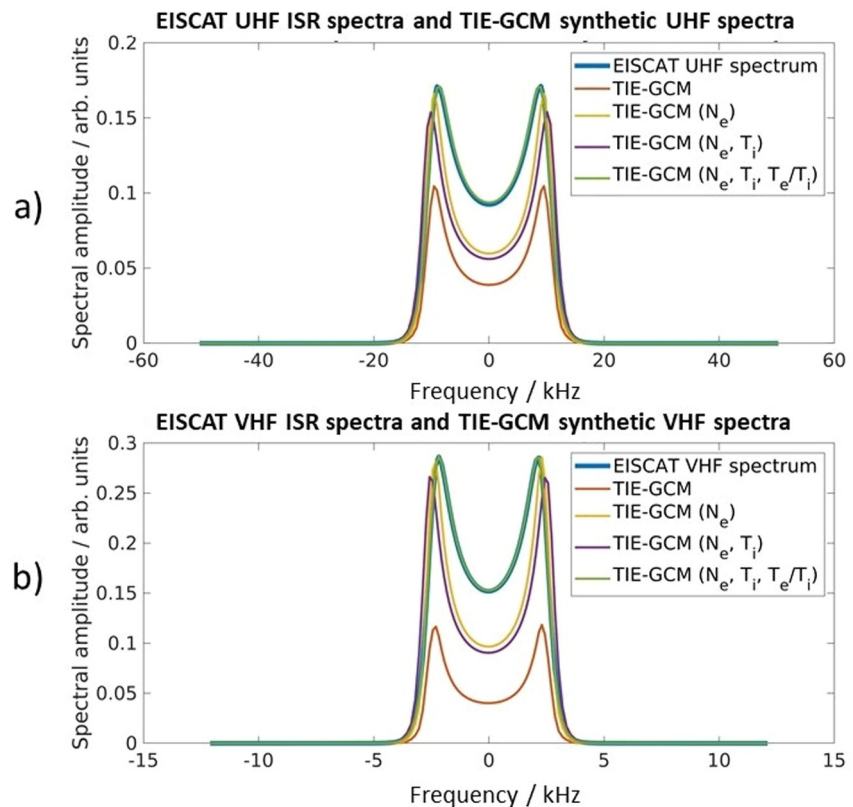 EISCAT UHF ISR spectra and TIE-GCM synthetic UHF spectra
a)
Spectral amplitude / arb. units
0.2
0.15
0.1
0.05
0
EISCAT UHF spectrum
TIE-GCM
TIE-GCM (Ne)
TIE-GCM (Ne, Ti)
TIE-GCM (Ne, Ti, Te/Ti)
-60 -40 -20 0 20 40 60
Frequency / kHz
EISCAT VHF ISR spectra and TIE-GCM synthetic VHF spectra
b)
Spectral amplitude / arb. units
0.3
0.25
0.2
0.15
0.1
0.05
0
EISCAT VHF spectrum
TIE-GCM
TIE-GCM (Ne)
TIE-GCM (Ne, Ti)
TIE-GCM (Ne, Ti, Te/Ti)
-15 -10 -5 0 5 10 15
Frequency / kHz